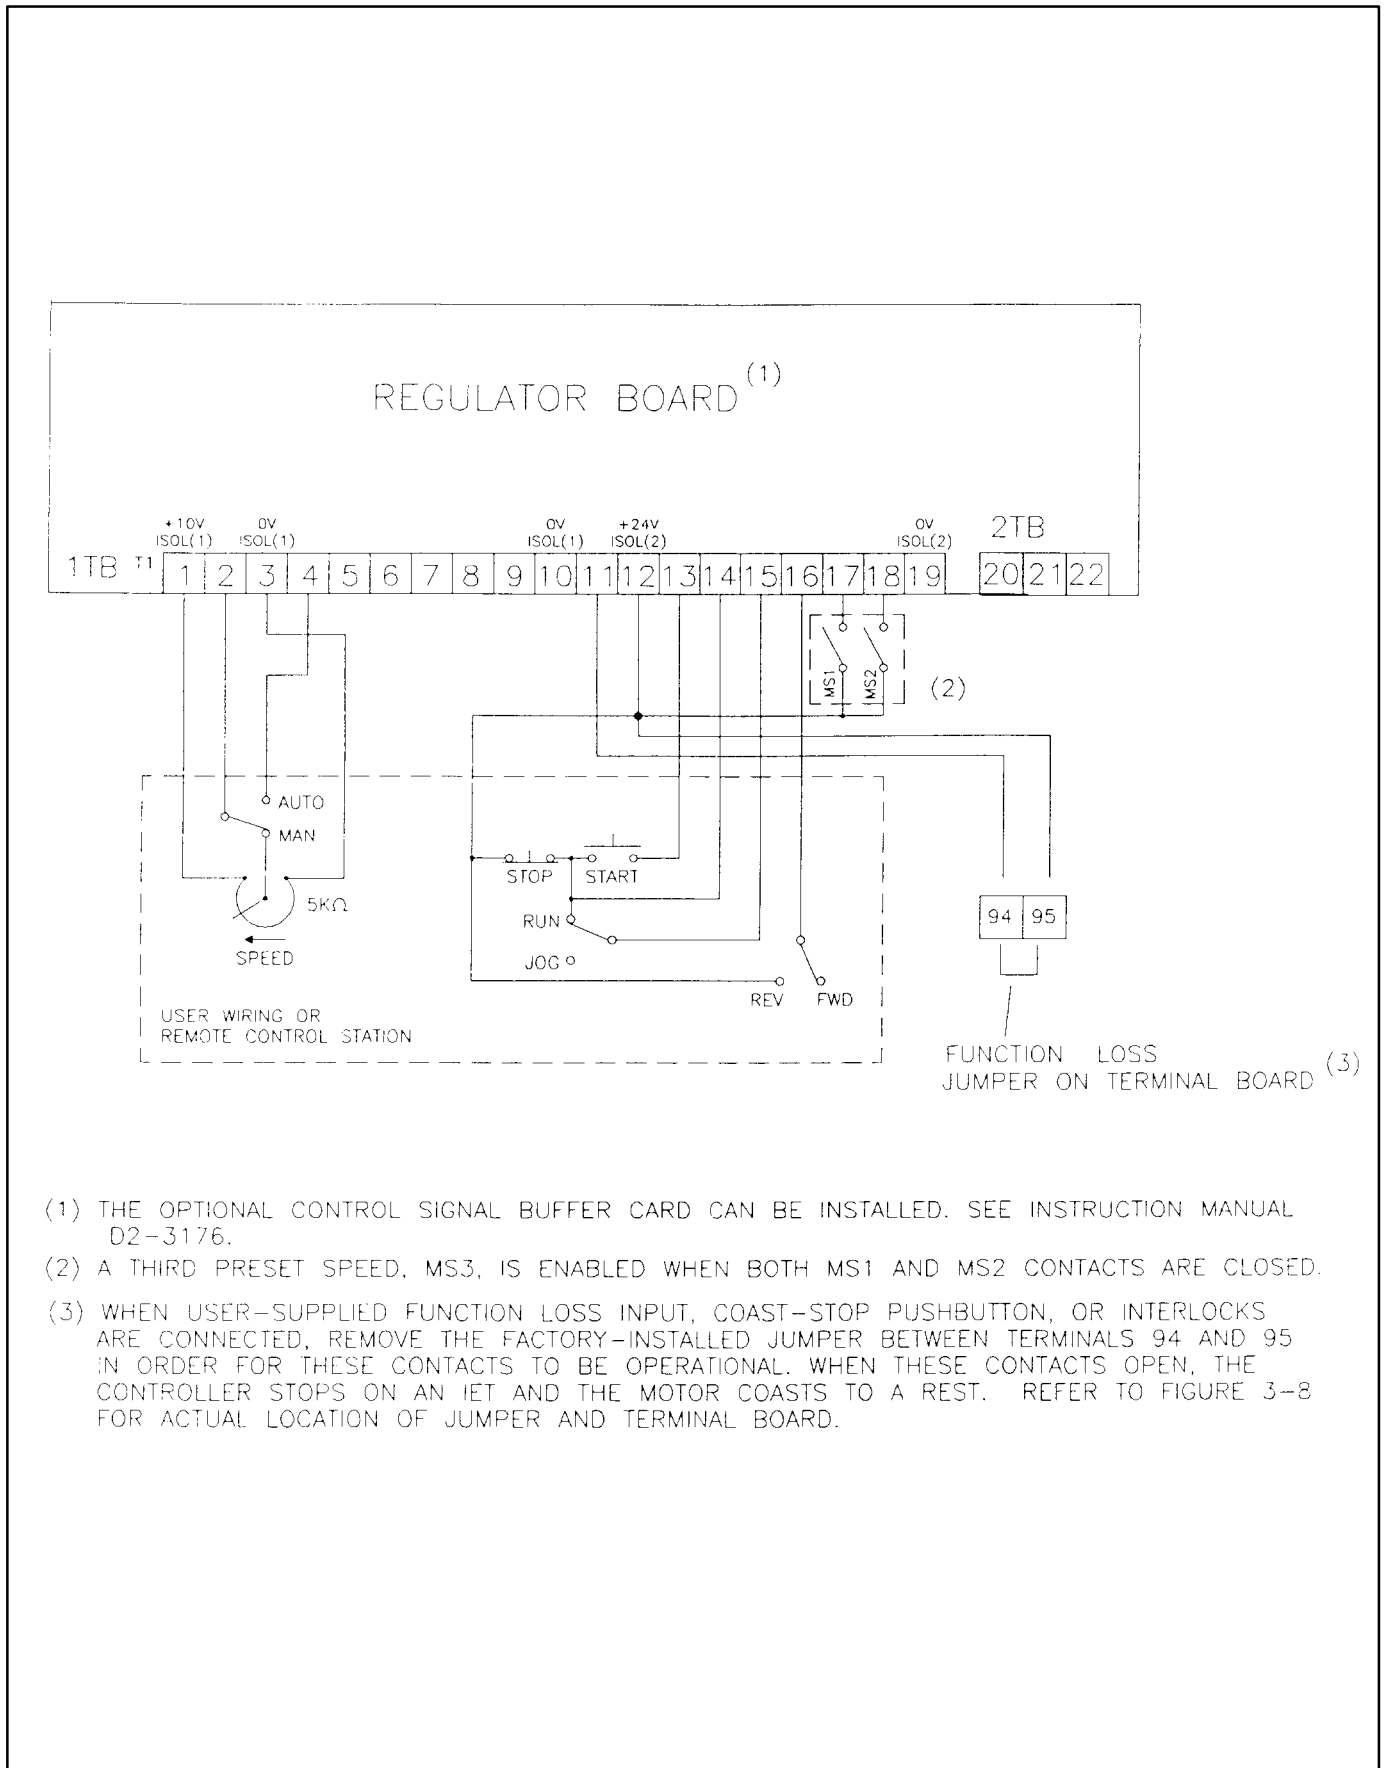 REGULATOR BOARD (1)
+10V
ISOL(1)
0V
ISOL(1)
0V
ISOL(1)
+24V
ISOL(2)
0V
ISOL(2)
2TB
1TB T1 1 2 3 4 5 6 7 8 9 10 11 12 13 14 15 16 17 18 19 20 21 22
MS1
MS2
(2)
AUTO
MAN
5KΩ
SPEED
STOP
START
RUN
JOG
REV
FWD
94 95
USER WIRING OR
REMOTE CONTROL STATION
FUNCTION LOSS
JUMPER ON TERMINAL BOARD (3)
(1) THE OPTIONAL CONTROL SIGNAL BUFFER CARD CAN BE INSTALLED. SEE INSTRUCTION MANUAL
D2-3176.
(2) A THIRD PRESET SPEED, MS3, IS ENABLED WHEN BOTH MS1 AND MS2 CONTACTS ARE CLOSED.
(3) WHEN USER-SUPPLIED FUNCTION LOSS INPUT, COAST-STOP PUSHBUTTON, OR INTERLOCKS
ARE CONNECTED, REMOVE THE FACTORY-INSTALLED JUMPER BETWEEN TERMINALS 94 AND 95
IN ORDER FOR THESE CONTACTS TO BE OPERATIONAL. WHEN THESE CONTACTS OPEN, THE
CONTROLLER STOPS ON AN IET AND THE MOTOR COASTS TO A REST. REFER TO FIGURE 3-8
FOR ACTUAL LOCATION OF JUMPER AND TERMINAL BOARD.